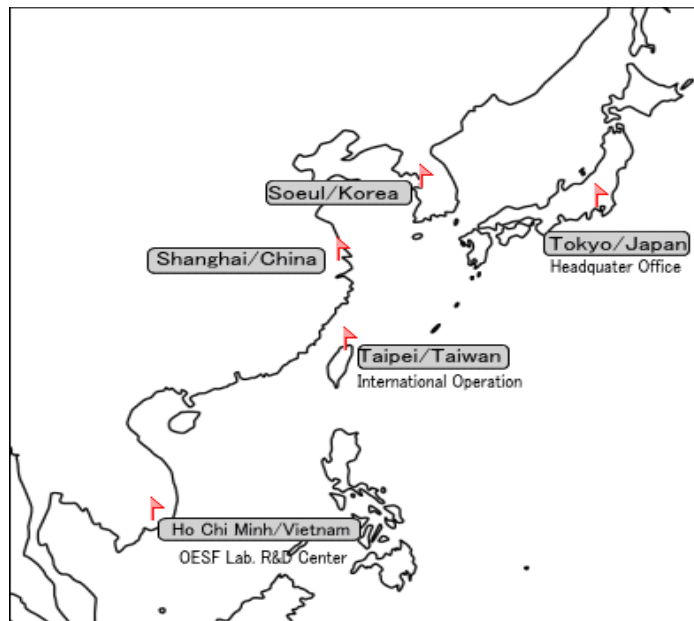 Soeul/Korea
Tokyo/Japan
Headquater Office
Shanghai/China
Taipei/Taiwan
International Operation
Ho Chi Minh/Vietnam
OESF Lab. R&D Center